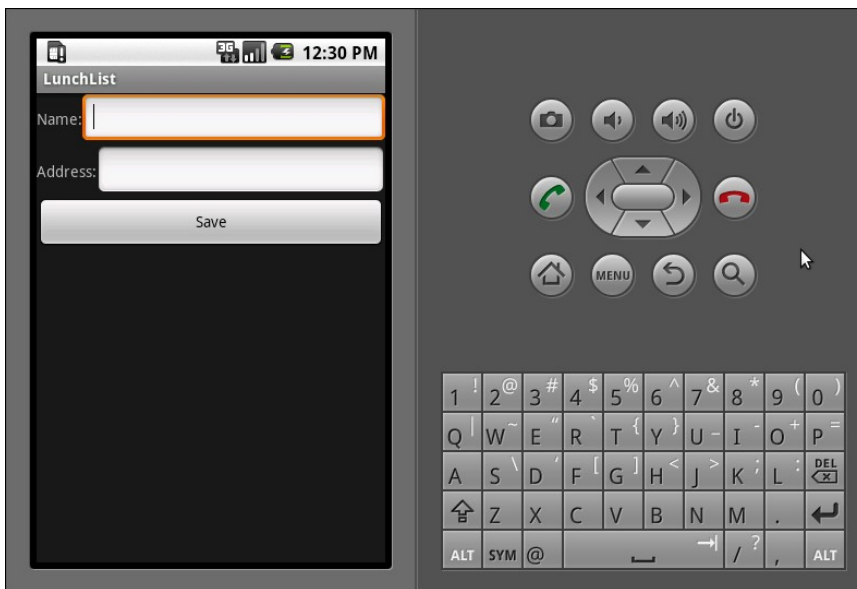 3G 12:30 PM
LunchList
Name:
Address:
Save
MENU
1 ! 2 @ 3 # 4 $ 5 % 6 ^ 7 & 8 * 9 ( 0 )
Q | W ~ E " R ` T { Y } U _ I - O + P =
A S \ D ' F [ G ] H < J > K ; L : DEL
Z X C V B N M .
ALT SYM @ / ? , ALT